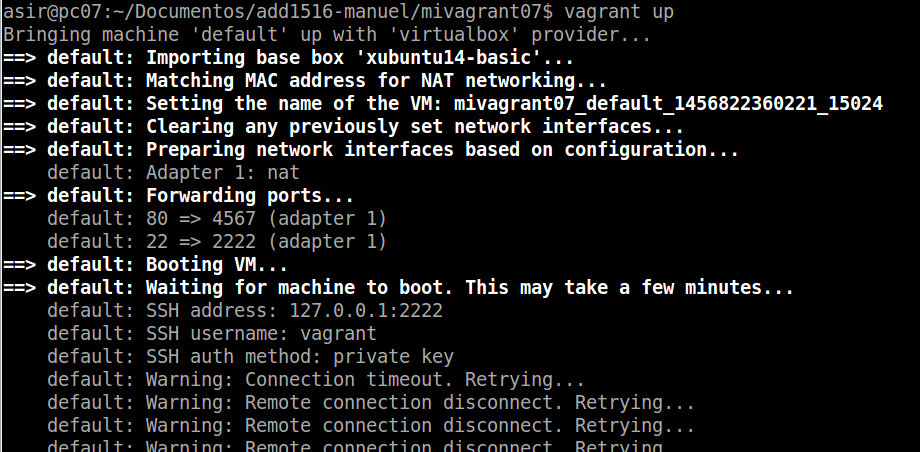 asir@pc07:~/Documentos/add1516-manuel/mivagrant07$ vagrant up
Bringing machine 'default' up with 'virtualbox' provider...
==> default: Importing base box 'xubuntu14-basic'...
==> default: Matching MAC address for NAT networking...
==> default: Setting the name of the VM: mivagrant07_default_1456822360221_15024
==> default: Clearing any previously set network interfaces...
==> default: Preparing network interfaces based on configuration...
default: Adapter 1: nat
==> default: Forwarding ports...
default: 80 => 4567 (adapter 1)
default: 22 => 2222 (adapter 1)
==> default: Booting VM...
==> default: Waiting for machine to boot. This may take a few minutes...
default: SSH address: 127.0.0.1:2222
default: SSH username: vagrant
default: SSH auth method: private key
default: Warning: Connection timeout. Retrying...
default: Warning: Remote connection disconnect. Retrying...
default: Warning: Remote connection disconnect. Retrying...
default: Warning: Remote connection disconnect. Retrying